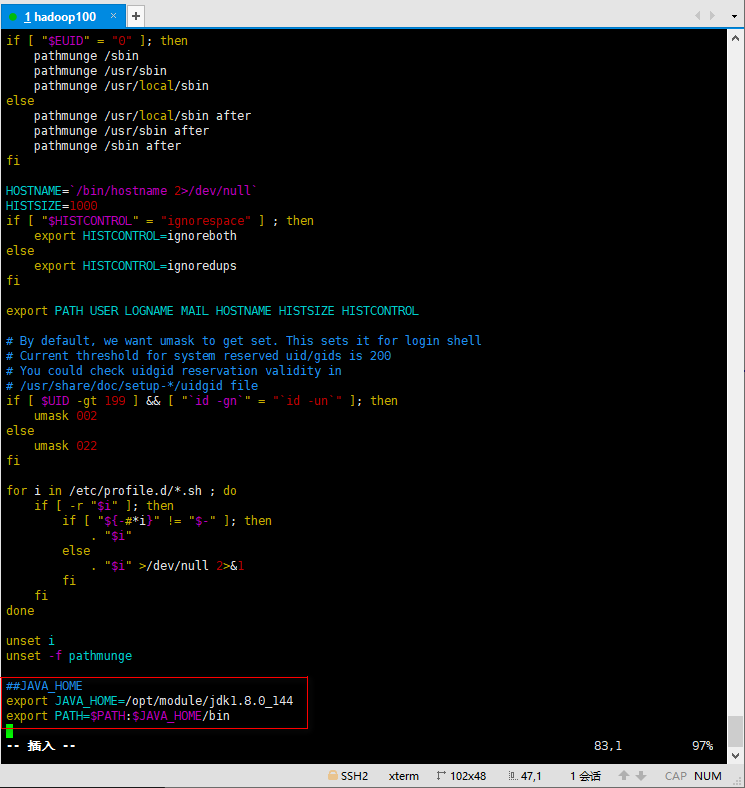 1 hadoop100 × +
if [ "$EUID" = "0" ]; then
    pathmunge /sbin
    pathmunge /usr/sbin
    pathmunge /usr/local/sbin
else
    pathmunge /usr/local/sbin after
    pathmunge /usr/sbin after
    pathmunge /sbin after
fi

HOSTNAME=`/bin/hostname 2>/dev/null`
HISTSIZE=1000
if [ "$HISTCONTROL" = "ignorespace" ] ; then
    export HISTCONTROL=ignoreboth
else
    export HISTCONTROL=ignoredups
fi

export PATH USER LOGNAME MAIL HOSTNAME HISTSIZE HISTCONTROL

# By default, we want umask to get set. This sets it for login shell
# Current threshold for system reserved uid/gids is 200
# You could check uidgid reservation validity in
# /usr/share/doc/setup-*/uidgid file
if [ $UID -gt 199 ] && [ "`id -gn`" = "`id -un`" ]; then
    umask 002
else
    umask 022
fi

for i in /etc/profile.d/*.sh ; do
    if [ -r "$i" ]; then
        if [ "${-#*i}" != "$-" ]; then
            . "$i"
        else
            . "$i" >/dev/null 2>&1
        fi
    fi
done

unset i
unset -f pathmunge

##JAVA_HOME
export JAVA_HOME=/opt/module/jdk1.8.0_144
export PATH=$PATH:$JAVA_HOME/bin

-- 插入 -- 83,1 97%
SSH2 xterm 102x48 47,1 1 会话 CAP NUM